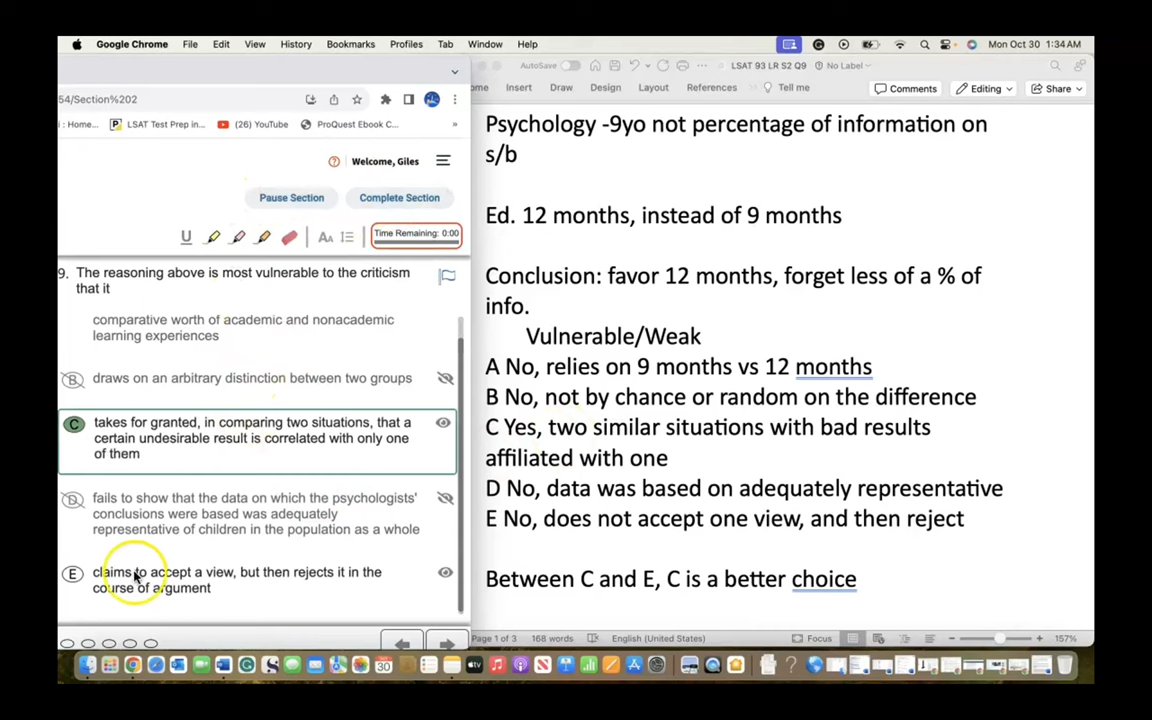 Google Chrome File Edit View History Bookmarks Profiles Tab Window Help Mon Oct 30 1:34 AM
54/Section%202
AutoSave LSAT 93 LR S2 Q9 No Label
ome Insert Draw Design Layout References Tell me Comments Editing Share
i : Home... LSAT Test Prep in... (26) YouTube ProQuest Ebook C...
Welcome, Giles
Pause Section Complete Section
U AA Time Remaining: 0:00
9. The reasoning above is most vulnerable to the criticism
that it
comparative worth of academic and nonacademic
learning experiences
B draws on an arbitrary distinction between two groups
C takes for granted, in comparing two situations, that a
certain undesirable result is correlated with only one
of them
D fails to show that the data on which the psychologists'
conclusions were based was adequately
representative of children in the population as a whole
E claims to accept a view, but then rejects it in the
course of argument
Psychology -9yo not percentage of information on
s/b
Ed. 12 months, instead of 9 months
Conclusion: favor 12 months, forget less of a % of
info.
Vulnerable/Weak
A No, relies on 9 months vs 12 months
B No, not by chance or random on the difference
C Yes, two similar situations with bad results
affiliated with one
D No, data was based on adequately representative
E No, does not accept one view, and then reject
Between C and E, C is a better choice
Page 1 of 3 168 words English (United States) Focus 157%